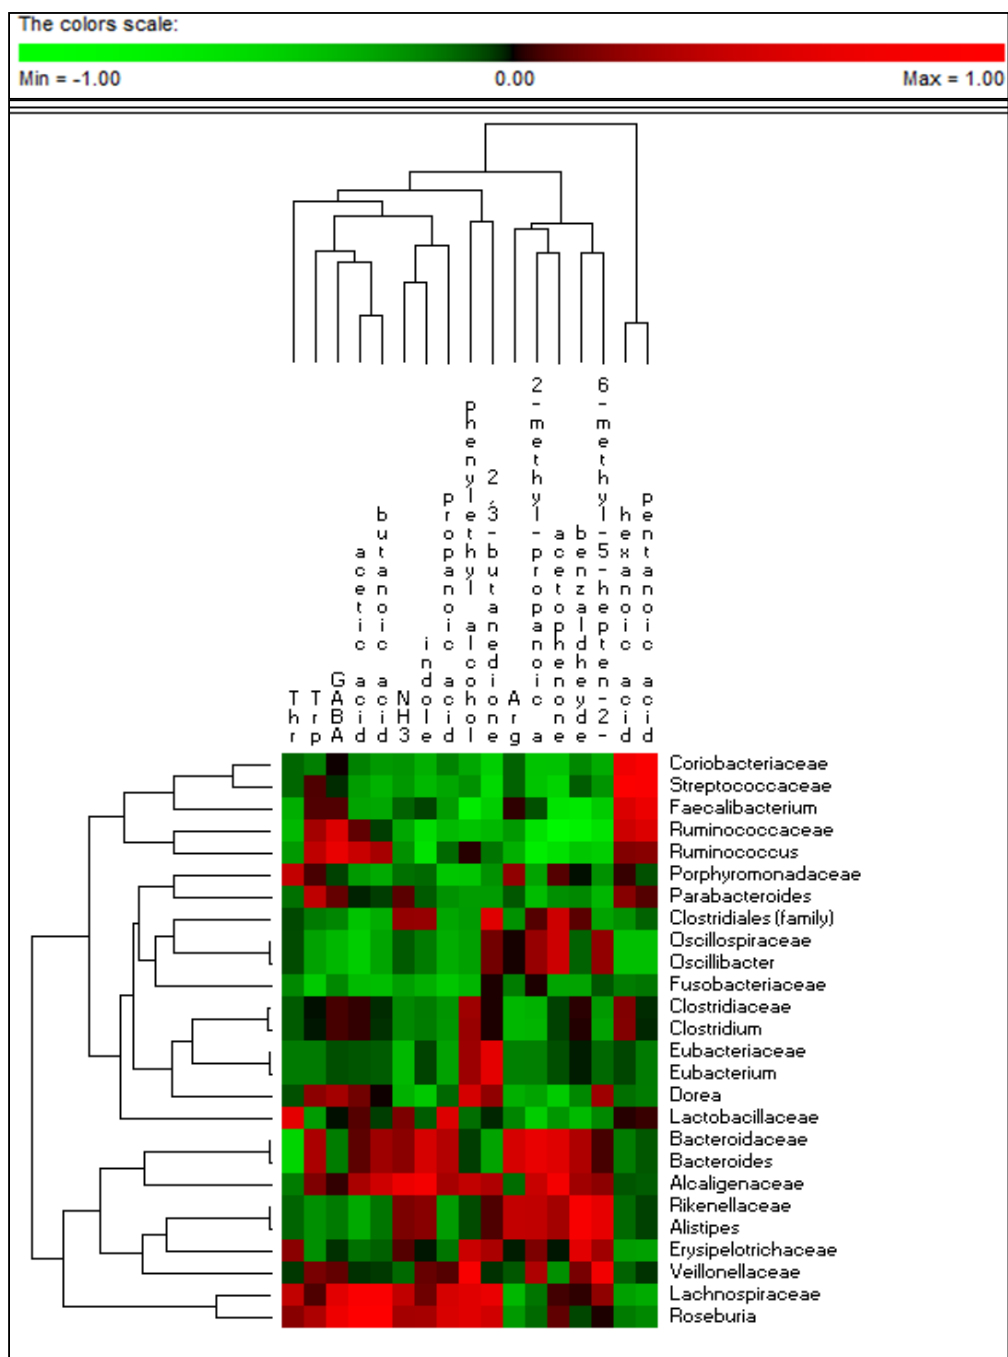 The colors scale:
Min = -1.00 0.00 Max = 1.00
Thr
Trp
GABA
acetic acid
butanoic acid
NH3
indole
propanoic acid
phenylethyl alcohol
2,3-butanedione
Arg
2-methyl-propanoic a
acetophenone
benzaldheyde
6-methyl-5-hepten-2-
hexanoic acid
pentanoic acid
Coriobacteriaceae
Streptococcaceae
Faecalibacterium
Ruminococcaceae
Ruminococcus
Porphyromonadaceae
Parabacteroides
Clostridiales (family)
Oscillospiraceae
Oscillibacter
Fusobacteriaceae
Clostridiaceae
Clostridium
Eubacteriaceae
Eubacterium
Dorea
Lactobacillaceae
Bacteroidaceae
Bacteroides
Alcaligenaceae
Rikenellaceae
Alistipes
Erysipelotrichaceae
Veillonellaceae
Lachnospiraceae
Roseburia